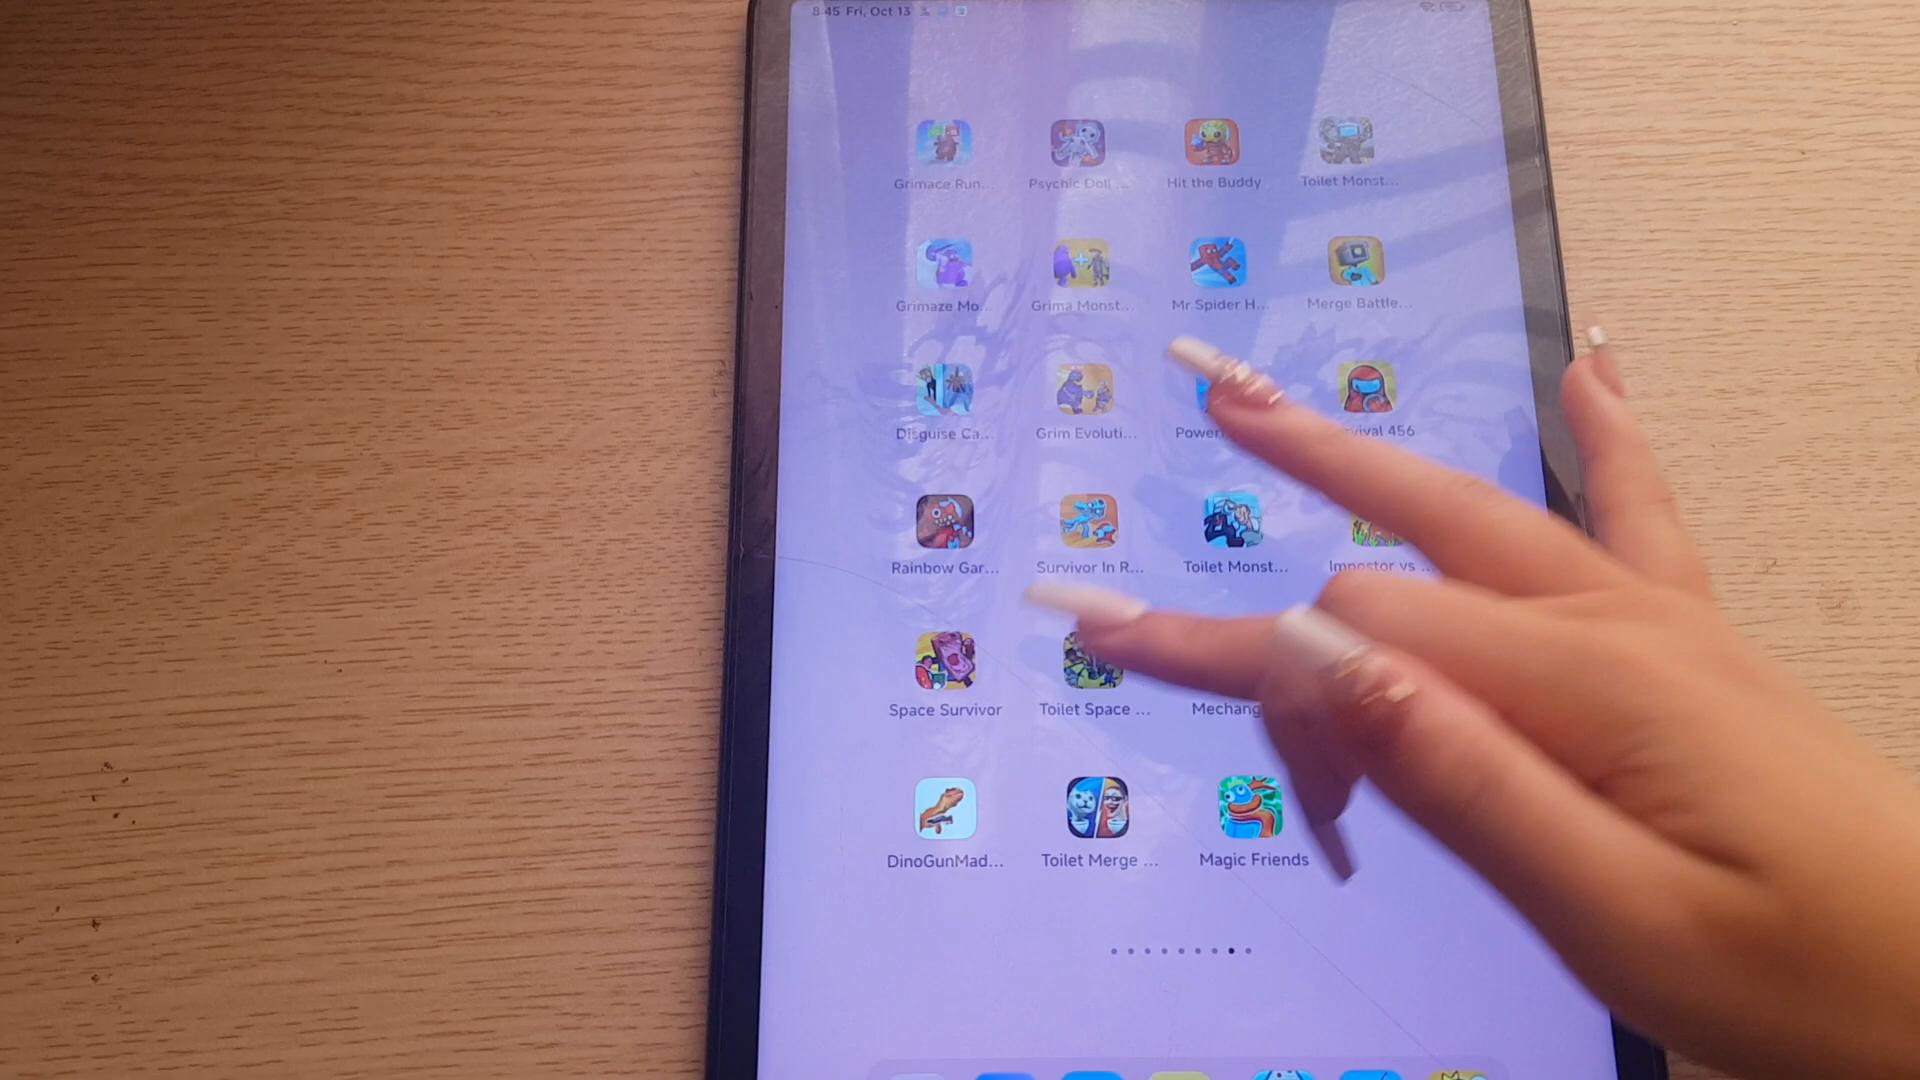 8:45 Fri, Oct 13
Grimace Run... Psychic Doll ... Hit the Buddy Toilet Monst...
Grimaze Mo... Grima Monst... Mr Spider H... Merge Battle...
Disguise Ca... Grim Evoluti... Power vival 456
Rainbow Gar... Survivor In R... Toilet Monst... Impostor vs ...
Space Survivor Toilet Space ... Mechang
DinoGunMad... Toilet Merge ... Magic Friends